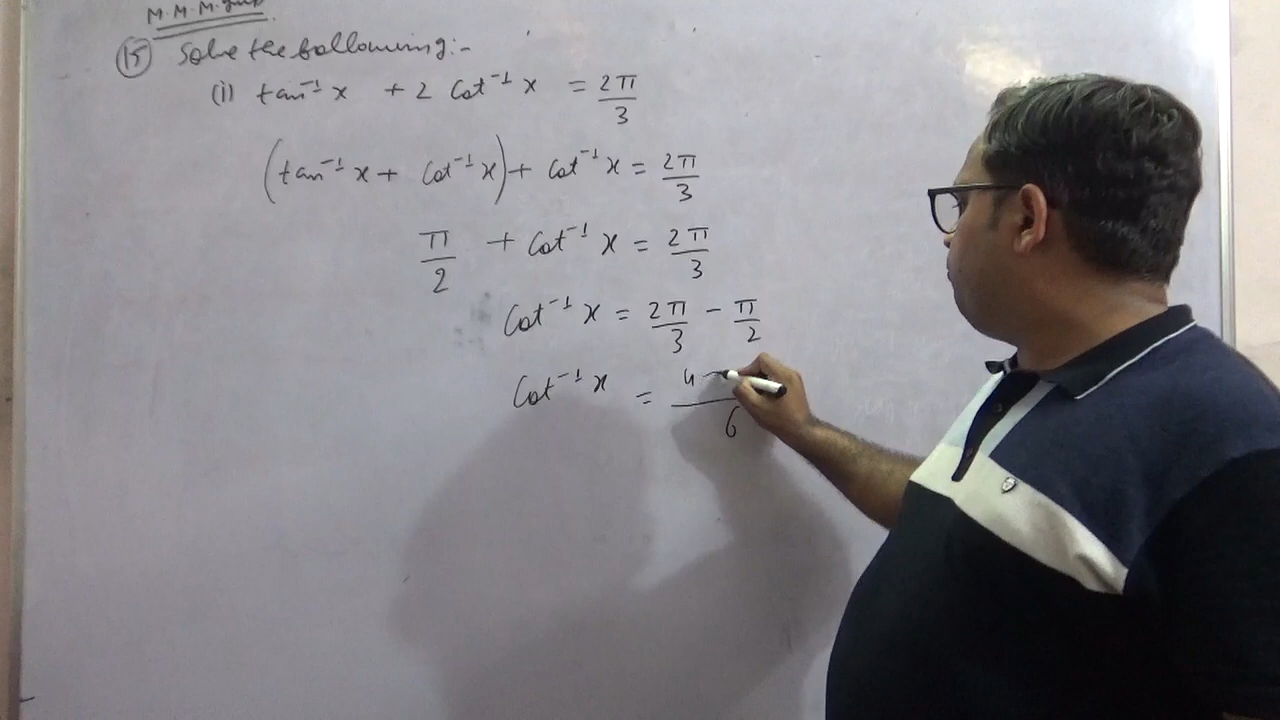 M.M.M.
⑮ Solve the following:-
(i) tan⁻¹ x + 2 Cot⁻¹ x = 2π/3
(tan⁻¹ x + Cot⁻¹ x) + Cot⁻¹ x = 2π/3
π/2 + Cot⁻¹ x = 2π/3
Cot⁻¹ x = 2π/3 − π/2
Cot⁻¹ x = 4 /6